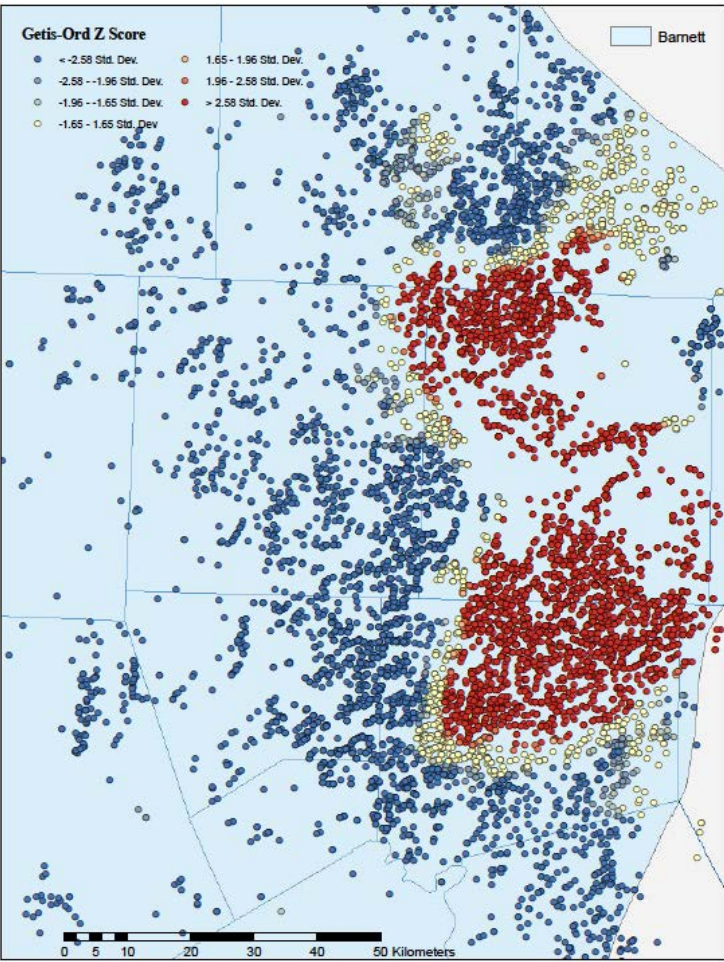 Getis-Ord Z Score
< -2.58 Std. Dev.
-2.58 - -1.96 Std. Dev.
-1.96 - -1.65 Std. Dev.
-1.65 - 1.65 Std. Dev
1.65 - 1.96 Std. Dev.
1.96 - 2.58 Std. Dev.
> 2.58 Std. Dev.
Barnett
0 5 10 20 30 40 50 Kilometers